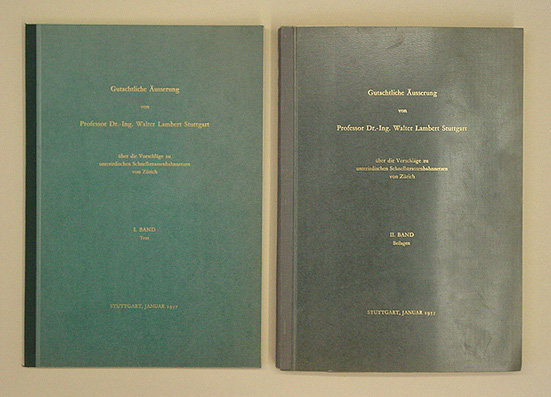 Gutachtliche Äusserung
von
Professor Dr.-Ing. Walter Lambert Stuttgart
über die Vorschläge zu
unterirdischen Schnellstrassenbahnnetzen
von Zürich
I. BAND
Text
STUTTGART, JANUAR
Gutachtliche Äusserung
von
Professor Dr.-Ing. Walter Lambert Stuttgart
über die Vorschläge zu
unterirdischen Schnellstrassenbahnnetzen
von Zürich
II. BAND
Beilagen
STUTTGART, JANUAR